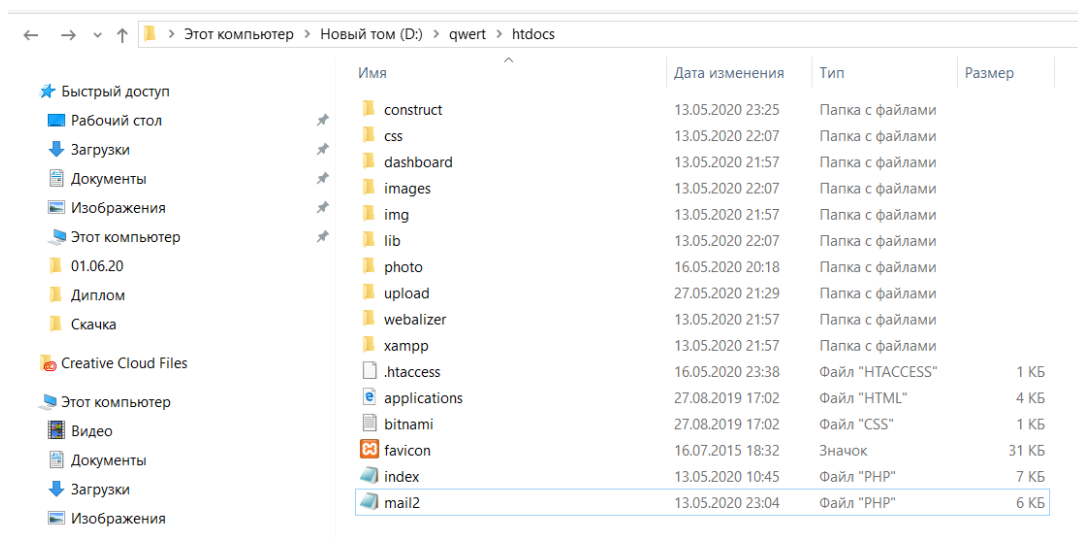 Этот компьютер > Новый том (D:) > qwert > htdocs
Имя Дата изменения Тип Размер
Быстрый доступ
Рабочий стол
Загрузки
Документы
Изображения
Этот компьютер
01.06.20
Диплом
Скачка
Creative Cloud Files
Этот компьютер
Видео
Документы
Загрузки
Изображения
construct 13.05.2020 23:25 Папка с файлами
css 13.05.2020 22:07 Папка с файлами
dashboard 13.05.2020 21:57 Папка с файлами
images 13.05.2020 22:07 Папка с файлами
img 13.05.2020 21:57 Папка с файлами
lib 13.05.2020 22:07 Папка с файлами
photo 16.05.2020 20:18 Папка с файлами
upload 27.05.2020 21:29 Папка с файлами
webalizer 13.05.2020 21:57 Папка с файлами
xampp 13.05.2020 21:57 Папка с файлами
.htaccess 16.05.2020 23:38 Файл "HTACCESS" 1 КБ
applications 27.08.2019 17:02 Файл "HTML" 4 КБ
bitnami 27.08.2019 17:02 Файл "CSS" 1 КБ
favicon 16.07.2015 18:32 Значок 31 КБ
index 13.05.2020 10:45 Файл "PHP" 7 КБ
mail2 13.05.2020 23:04 Файл "PHP" 6 КБ